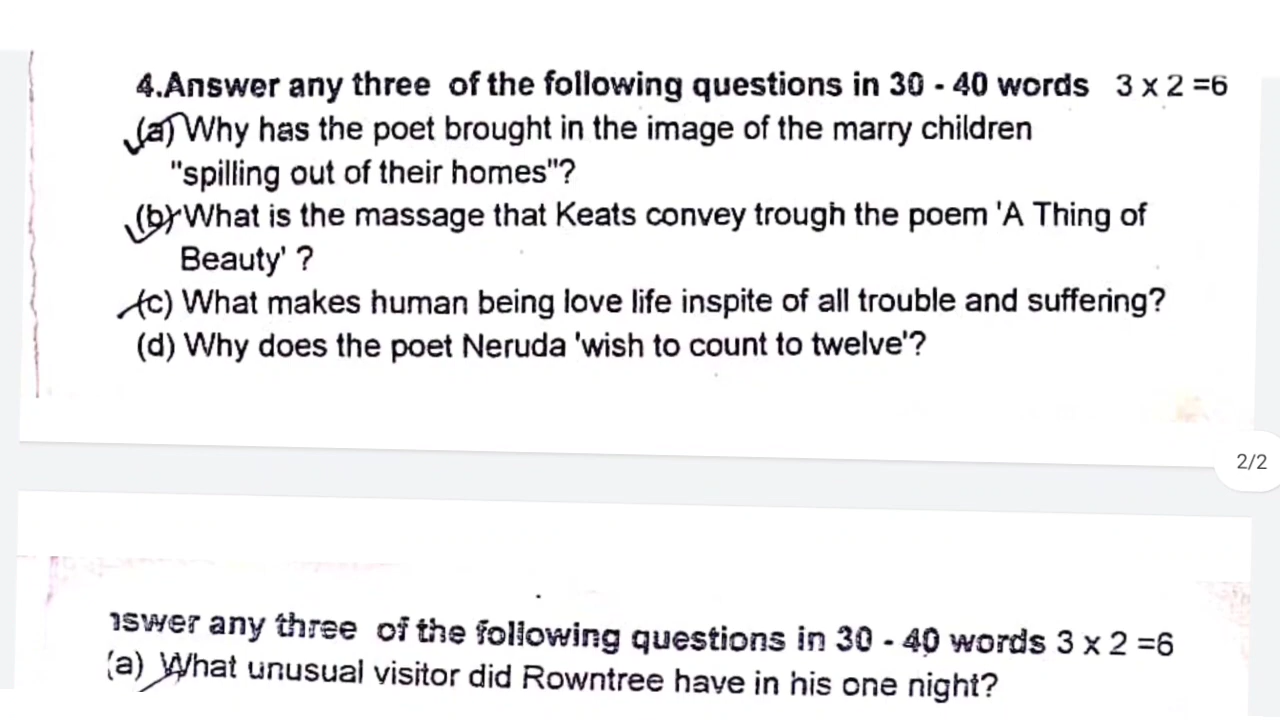 4.Answer any three of the following questions in 30 - 40 words 3 x 2 =6
(a) Why has the poet brought in the image of the marry children
"spilling out of their homes"?
(b) What is the massage that Keats convey trough the poem 'A Thing of
Beauty' ?
(c) What makes human being love life inspite of all trouble and suffering?
(d) Why does the poet Neruda 'wish to count to twelve'?
2/2
nswer any three of the following questions in 30 - 40 words 3 x 2 =6
(a) What unusual visitor did Rowntree have in his one night?